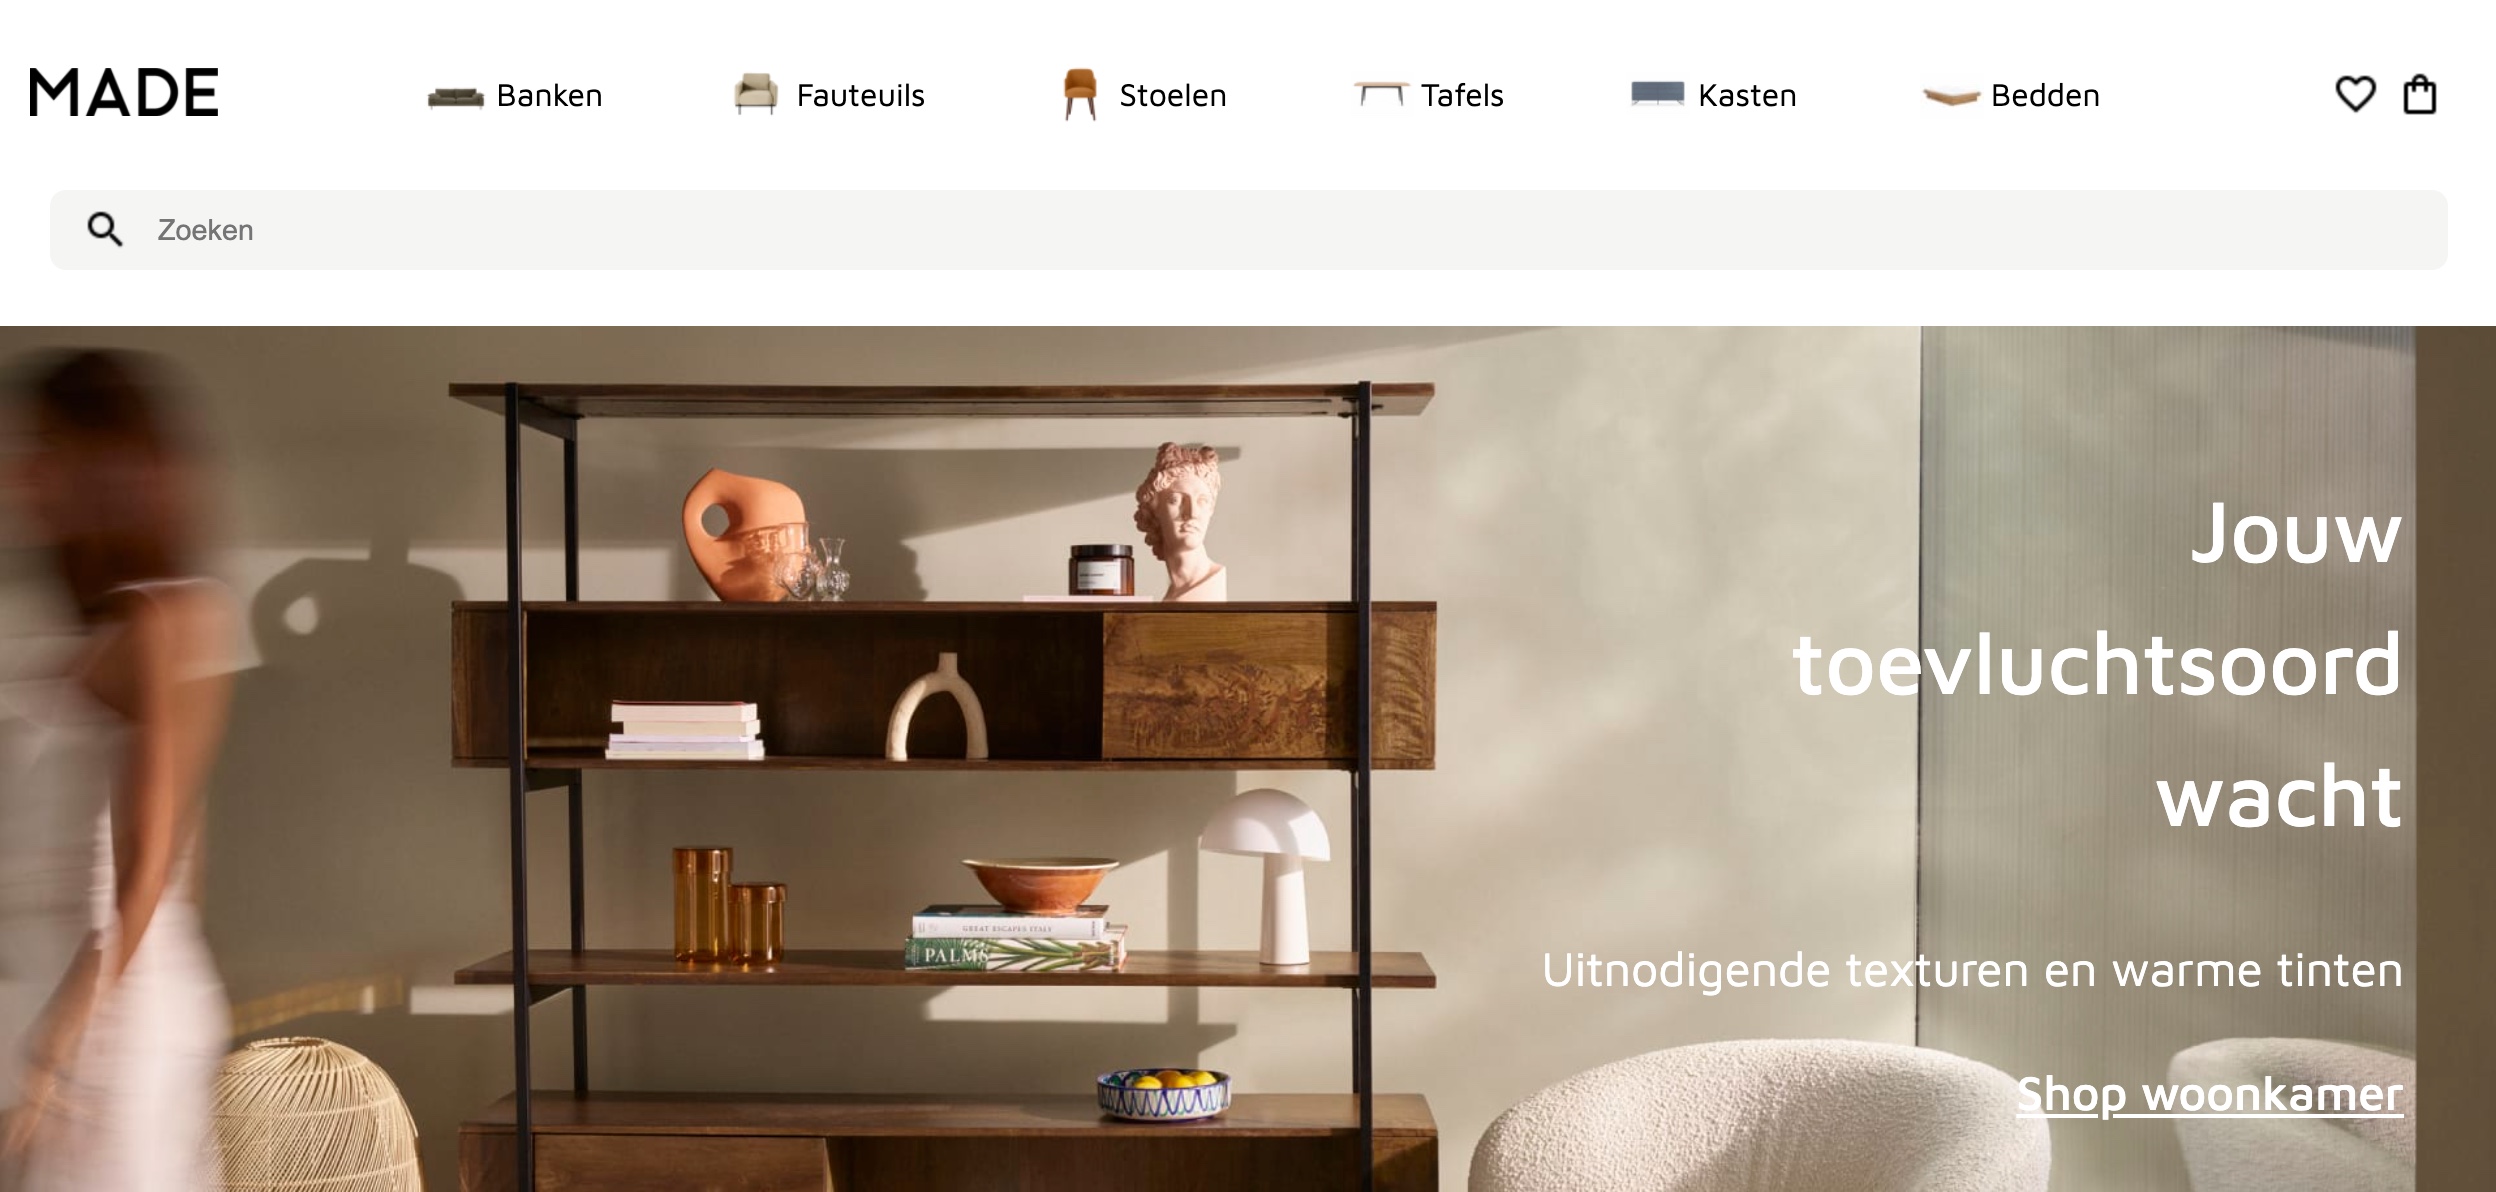 MADE
Banken
Fauteuils
Stoelen
Tafels
Kasten
Bedden
Zoeken
Jouw
toevluchtsoord
wacht
GREAT ESCAPES ITALY
PALMS
Uitnodigende texturen en warme tinten
Shop woonkamer